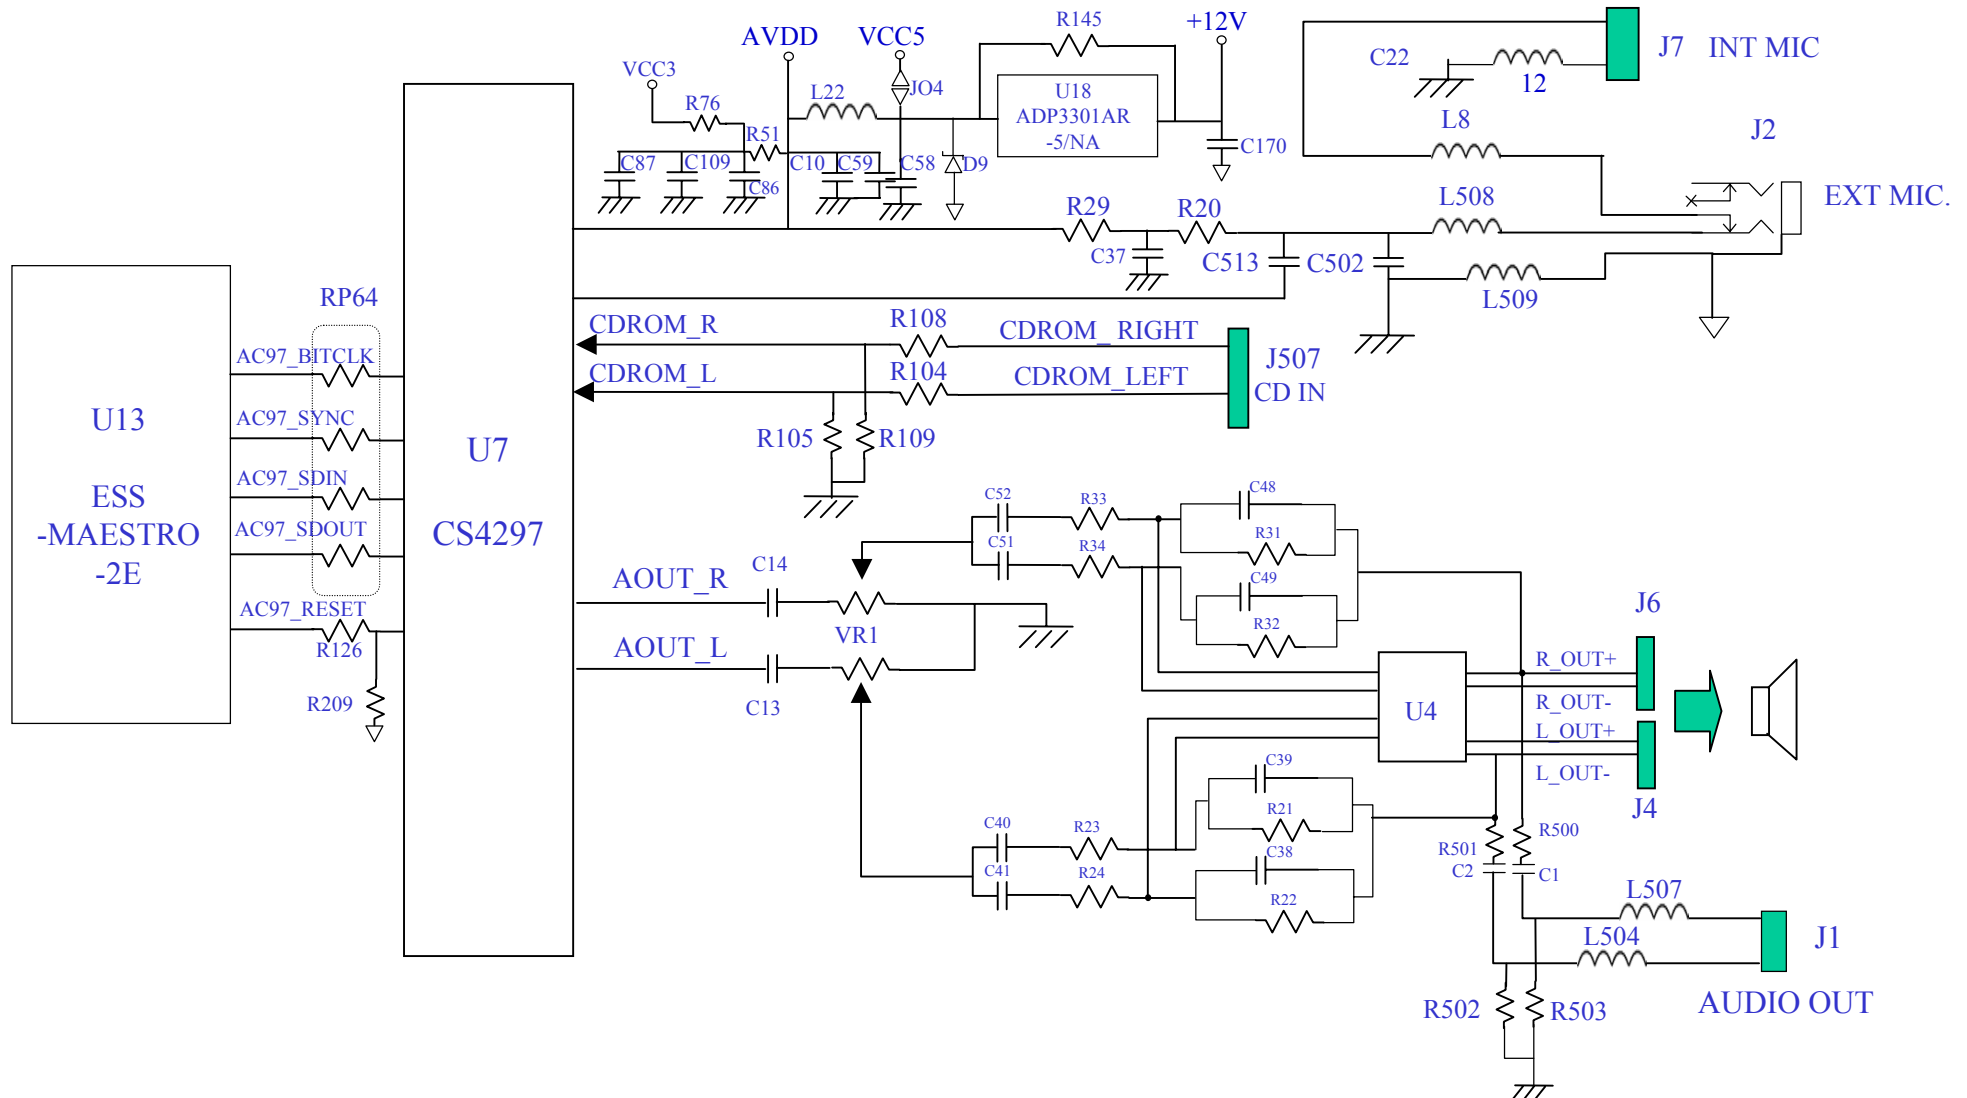 R145
+12V
AVDD
VCC5
J7 INT MIC
C22
12
VCC3
L22
JO4
U18
ADP3301AR
-5/NA
R76
R51
L8
J2
C170
C87
C109
C86
C10
C59
C58
D9
EXT MIC.
R29
R20
L508
C37
C513
C502
L509
RP64
CDROM_R
R108
CDROM_RIGHT
J507
CD IN
CDROM_L
R104
CDROM_LEFT
AC97_BITCLK
U13
ESS
-MAESTRO
-2E
AC97_SYNC
AC97_SDIN
AC97_SDOUT
AC97_RESET
R126
R209
U7
CS4297
R105
R109
C52
R33
C48
C51
R34
R31
C49
R32
AOUT_R
C14
VR1
AOUT_L
C13
J6
R_OUT+
R_OUT-
L_OUT+
L_OUT-
U4
J4
C39
R21
C38
R22
C40
R23
C41
R24
R501
R500
C2
C1
L507
L504
J1
R502
R503
AUDIO OUT